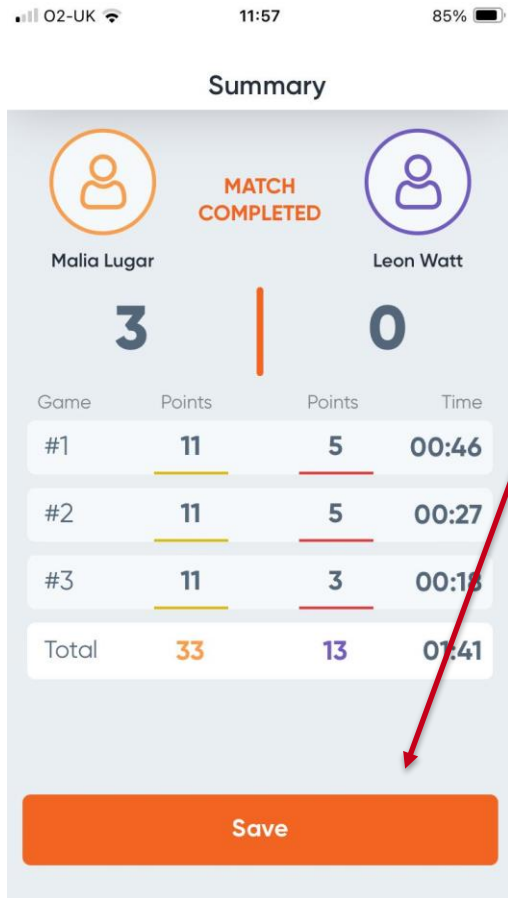 O2-UK 11:57 85%
Summary
MATCH
COMPLETED
Malia Lugar Leon Watt
3 0
Game Points Points Time
#1 11 5 00:46
#2 11 5 00:27
#3 11 3 00:18
Total 33 13 01:41
Save